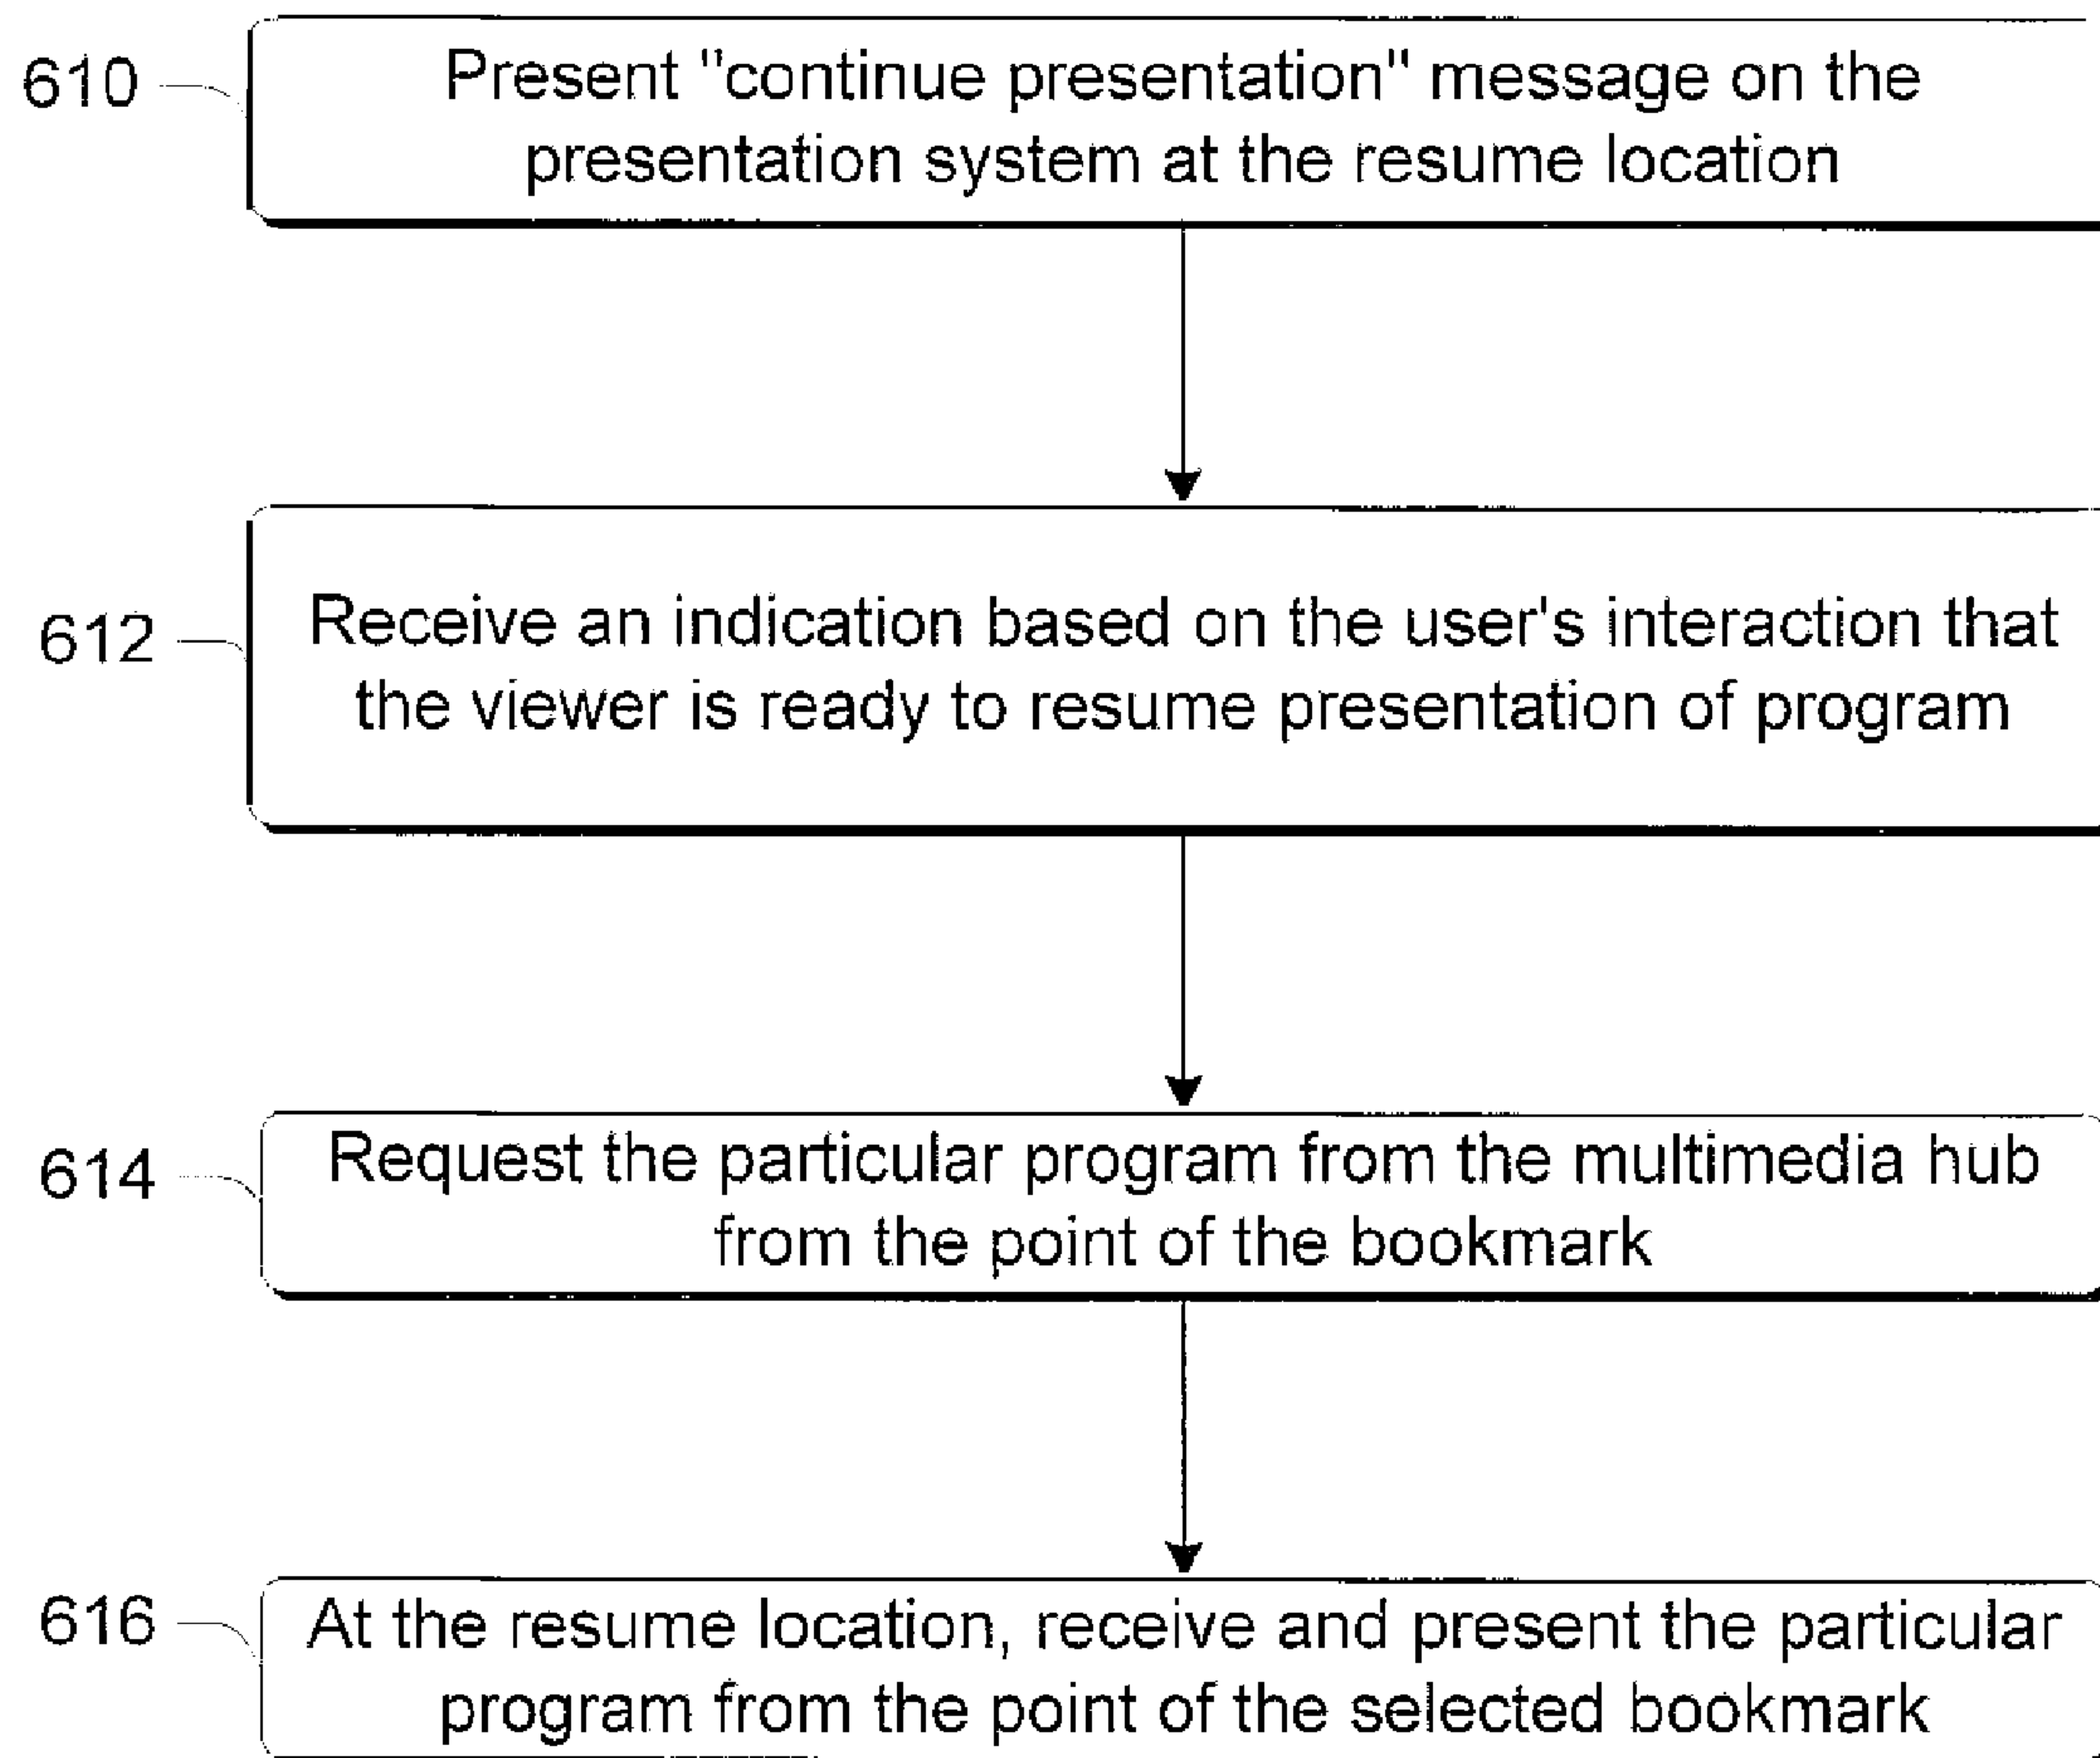 610
Present "continue presentation" message on the
presentation system at the resume location
612
Receive an indication based on the user's interaction that
the viewer is ready to resume presentation of program
614
Request the particular program from the multimedia hub
from the point of the bookmark
616
At the resume location, receive and present the particular
program from the point of the selected bookmark